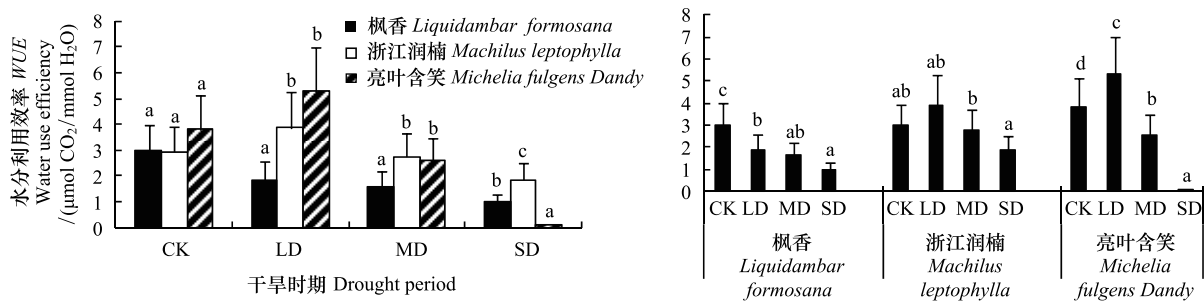 水分利用效率 WUE
Water use efficiency
/(μmol CO₂/mmol H₂O)
8
7
6
5
4
3
2
1
0
枫香 Liquidambar formosana
浙江润楠 Machilus leptophylla
亮叶含笑 Michelia fulgens Dandy
a a a
a b b
a b b
b c a
CK LD MD SD
干旱时期 Drought period
8
7
6
5
4
3
2
1
0
c b ab a
ab ab b a
d c b a
CK LD MD SD CK LD MD SD CK LD MD SD
枫香 浙江润楠 亮叶含笑
Liquidambar Machilus Michelia
formosana leptophylla fulgens Dandy